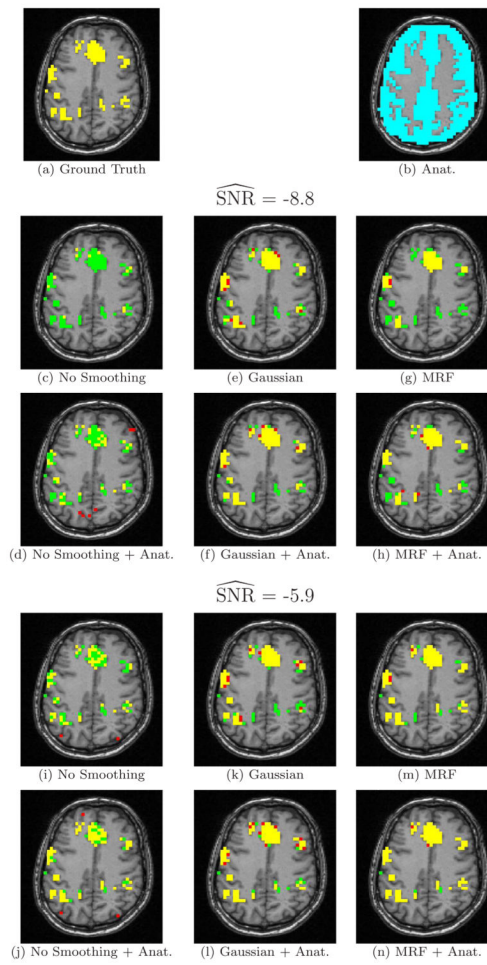 (a) Ground Truth
(b) Anat.
SNR = -8.8
(c) No Smoothing
(e) Gaussian
(g) MRF
(d) No Smoothing + Anat.
(f) Gaussian + Anat.
(h) MRF + Anat.
SNR = -5.9
(i) No Smoothing
(k) Gaussian
(m) MRF
(j) No Smoothing + Anat.
(l) Gaussian + Anat.
(n) MRF + Anat.